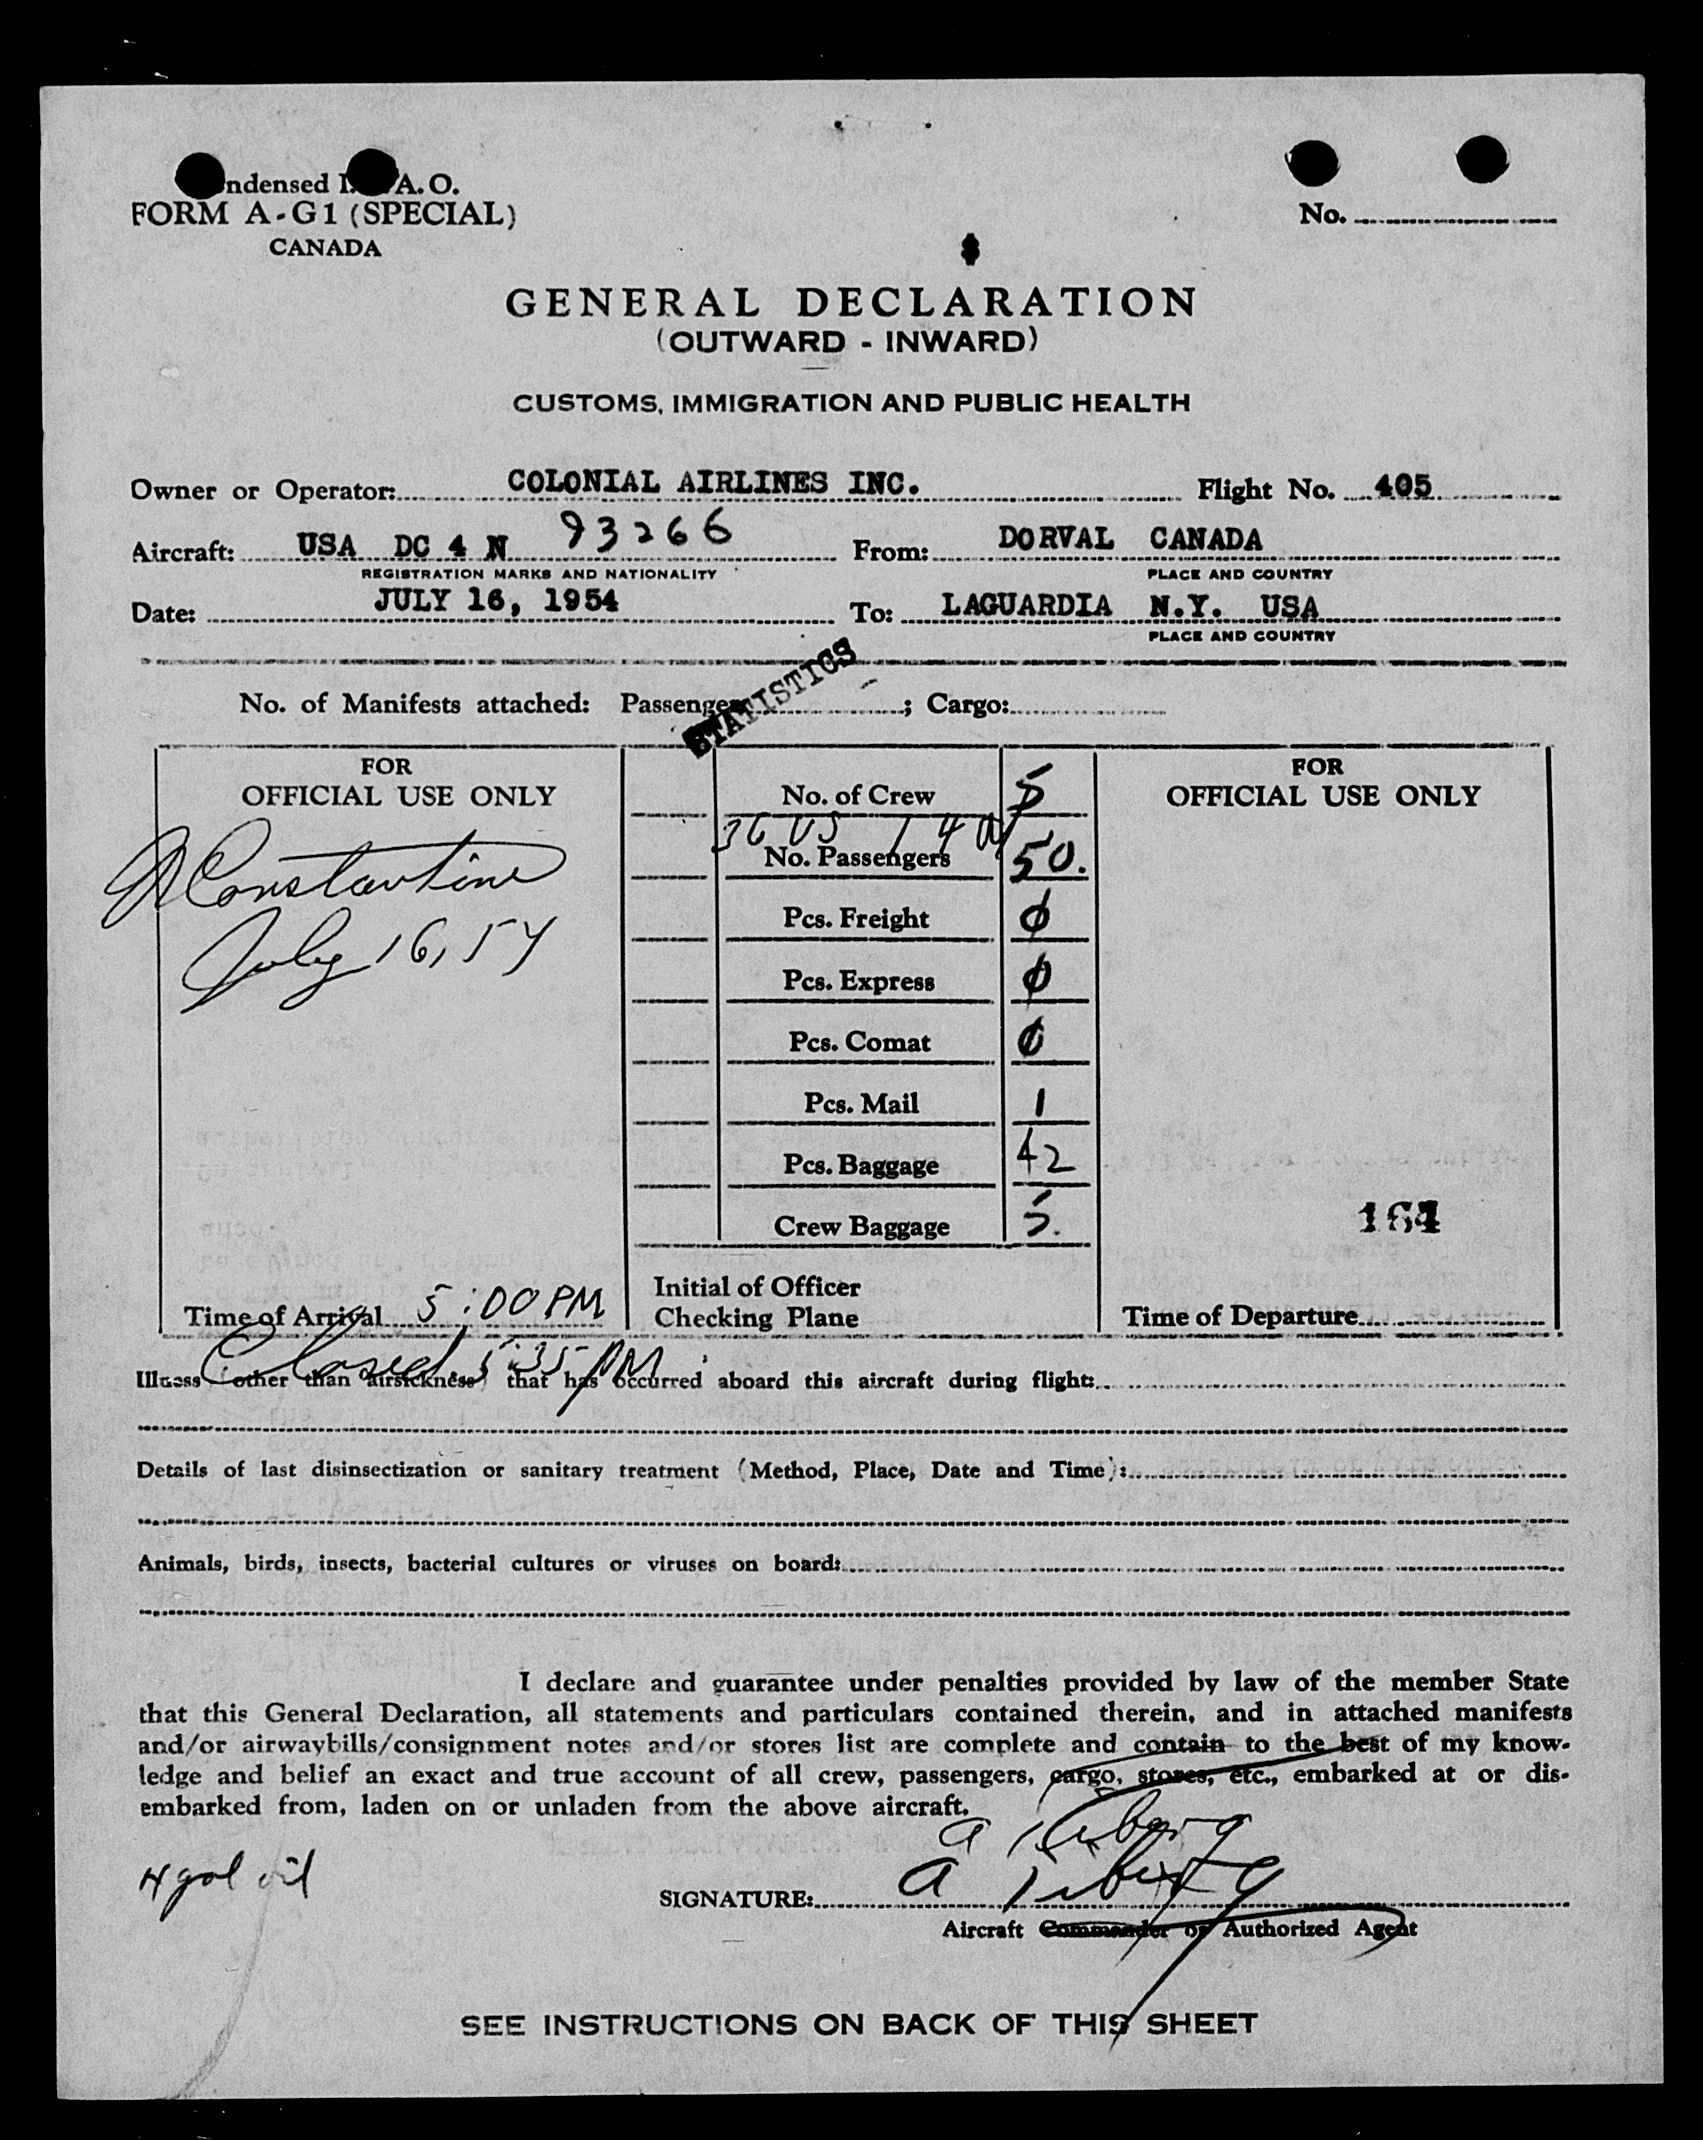 ndensed I. A. O.
FORM A-G1 (SPECIAL)
CANADA
No.
GENERAL DECLARATION
(OUTWARD - INWARD)
CUSTOMS, IMMIGRATION AND PUBLIC HEALTH
Owner or Operator: COLONIAL AIRLINES INC. Flight No. 405
Aircraft: USA DC 4 N 93266 From: DORVAL CANADA
REGISTRATION MARKS AND NATIONALITY PLACE AND COUNTRY
Date: JULY 16, 1954 To: LAGUARDIA N.Y. USA
PLACE AND COUNTRY
STATISTICS
No. of Manifests attached: Passenger ; Cargo:
FOR
OFFICIAL USE ONLY
Constantine
July 16, 54
Time of Arrival 5:00 PM
Closed 5:35 PM
No. of Crew 5
36 US 14
No. Passengers 50.
Pcs. Freight 0
Pcs. Express 0
Pcs. Comat 0
Pcs. Mail 1
Pcs. Baggage 42
Crew Baggage 5.
Initial of Officer
Checking Plane
FOR
OFFICIAL USE ONLY
164
Time of Departure
Illness other than airsickness) that has occurred aboard this aircraft during flight:
Details of last disinsectization or sanitary treatment (Method, Place, Date and Time):
Animals, birds, insects, bacterial cultures or viruses on board:
I declare and guarantee under penalties provided by law of the member State
that this General Declaration, all statements and particulars contained therein, and in attached manifests
and/or airwaybills/consignment notes and/or stores list are complete and contain to the best of my know-
ledge and belief an exact and true account of all crew, passengers, cargo, stores, etc., embarked at or dis-
embarked from, laden on or unladen from the above aircraft.
4 gal oil
SIGNATURE:
Aircraft Commander or Authorized Agent
SEE INSTRUCTIONS ON BACK OF THIS SHEET